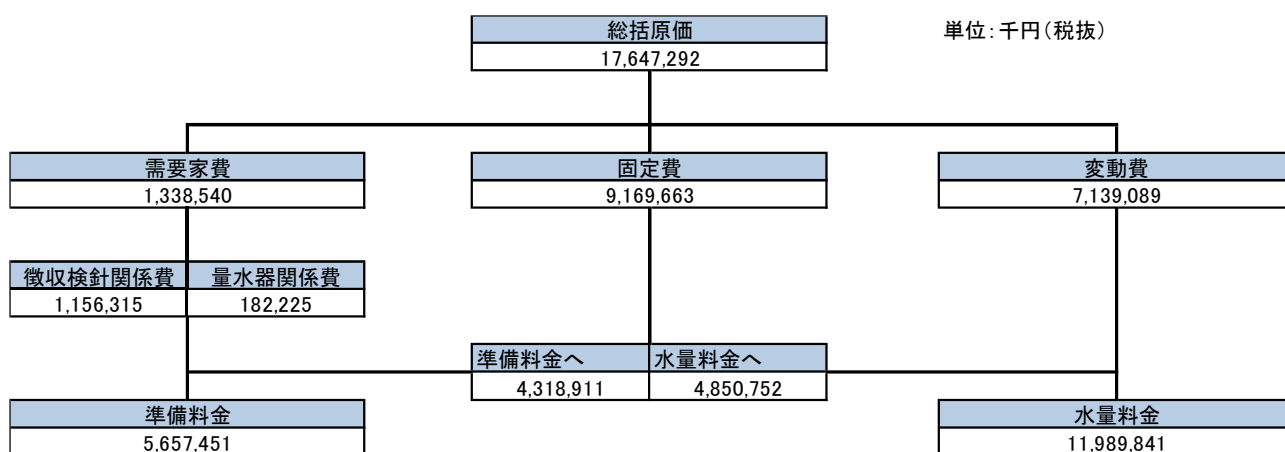 総括原価
単位：千円（税抜）
17,647,292
需要家費
固定費
変動費
1,338,540
9,169,663
7,139,089
徴収検針関係費
量水器関係費
1,156,315
182,225
準備料金へ
水量料金へ
4,318,911
4,850,752
準備料金
水量料金
5,657,451
11,989,841